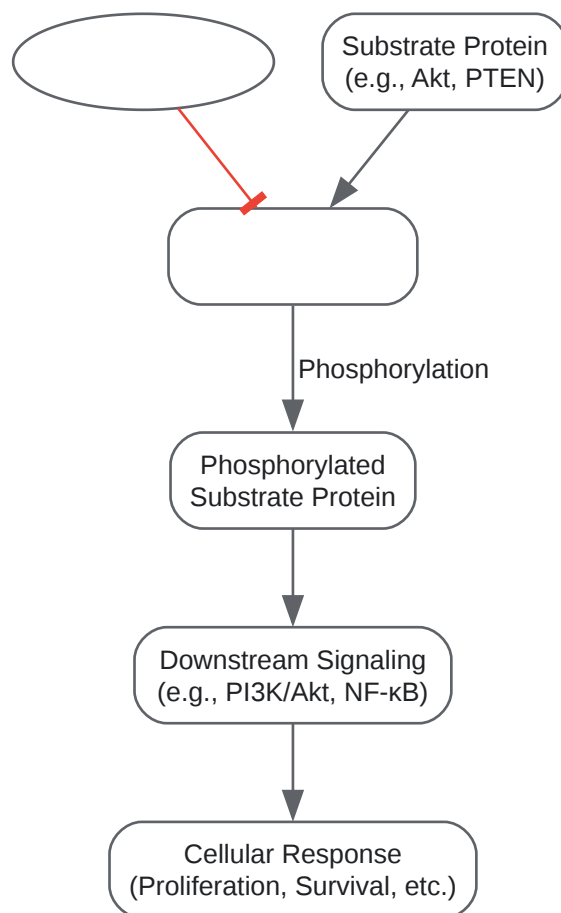 Substrate Protein
(e.g., Akt, PTEN)
Phosphorylation
Phosphorylated
Substrate Protein
Downstream Signaling
(e.g., PI3K/Akt, NF-κB)
Cellular Response
(Proliferation, Survival, etc.)